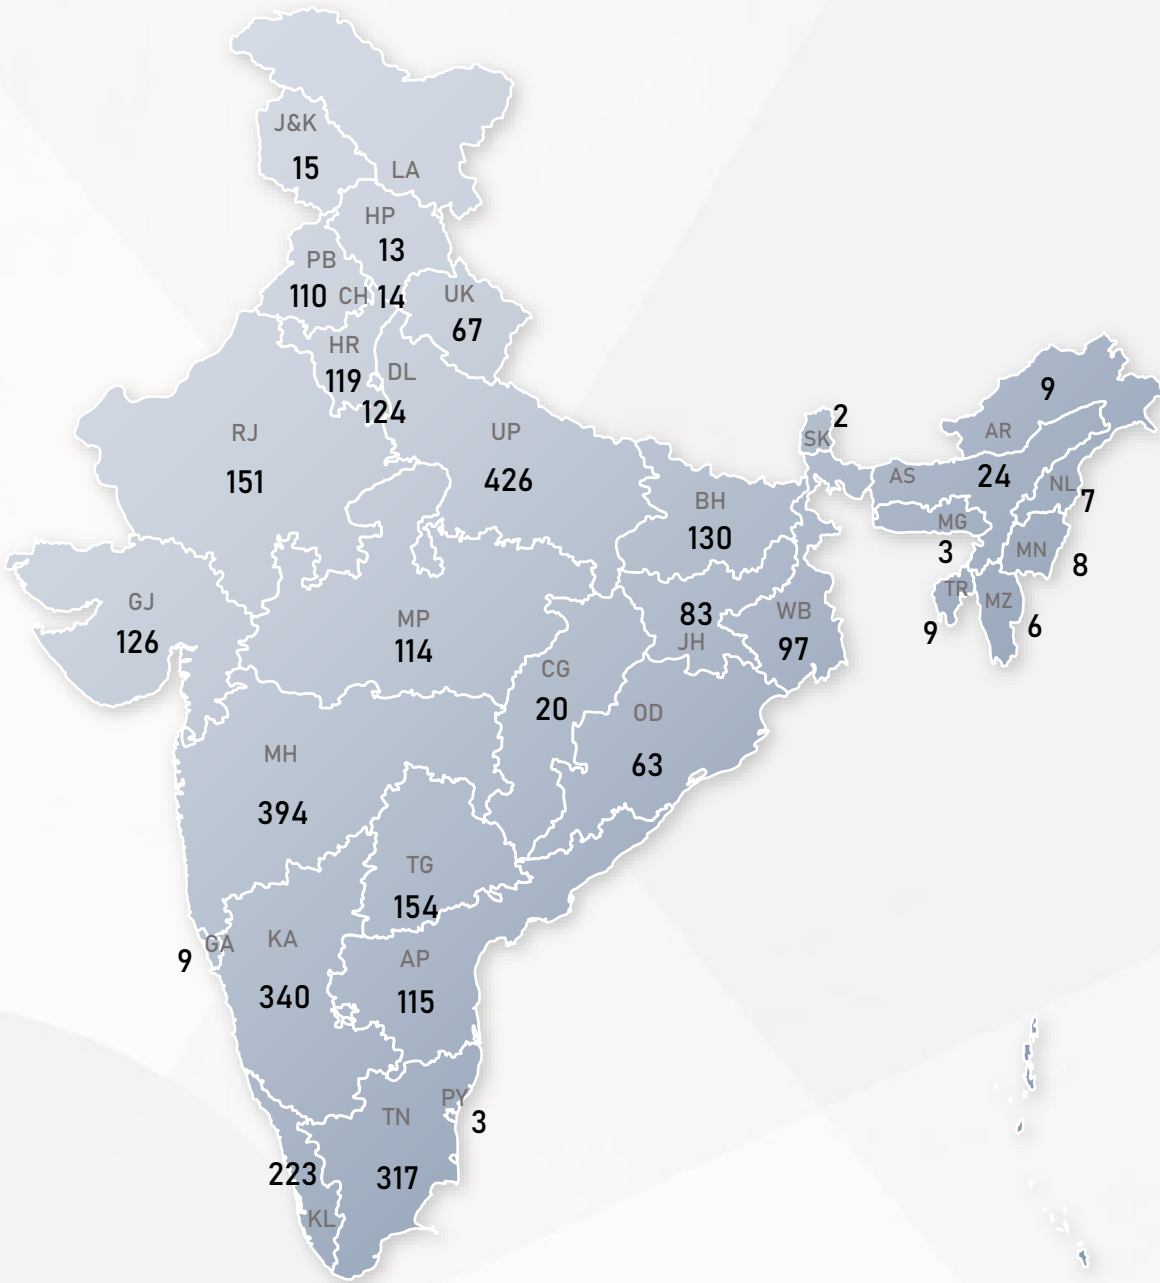 J&K
15
LA
HP
13
PB
110
CH 14
UK
67
HR
119
DL
124
RJ
151
UP
426
BH
130
SK 2
AR
9
AS
24
NL
7
MG
3
MN
8
TR
9
MZ
6
GJ
126
MP
114
83
JH
WB
97
CG
20
OD
63
MH
394
TG
154
GA
9
KA
340
AP
115
PY
3
TN
317
223
KL